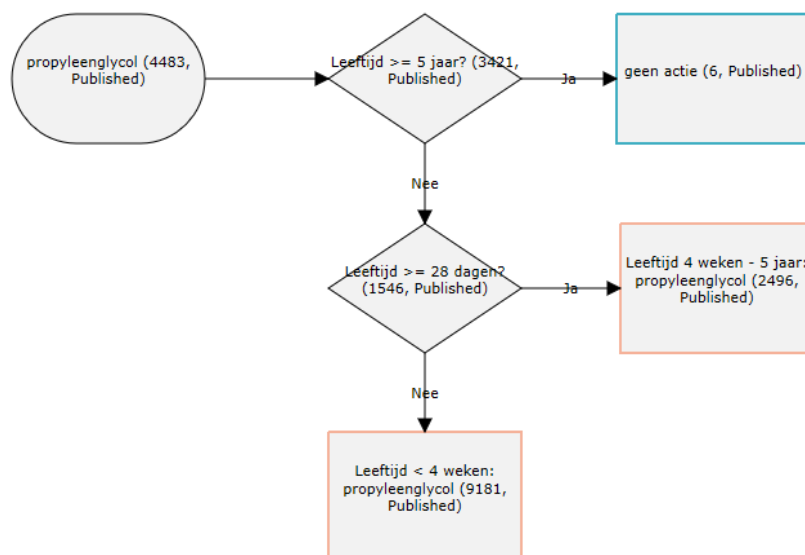 propyleenglycol (4483,
Published)
Leeftijd >= 5 jaar? (3421,
Published)
Ja
geen actie (6, Published)
Nee
Leeftijd >= 28 dagen?
(1546, Published)
Ja
Leeftijd 4 weken - 5 jaar:
propyleenglycol (2496,
Published)
Nee
Leeftijd < 4 weken:
propyleenglycol (9181,
Published)